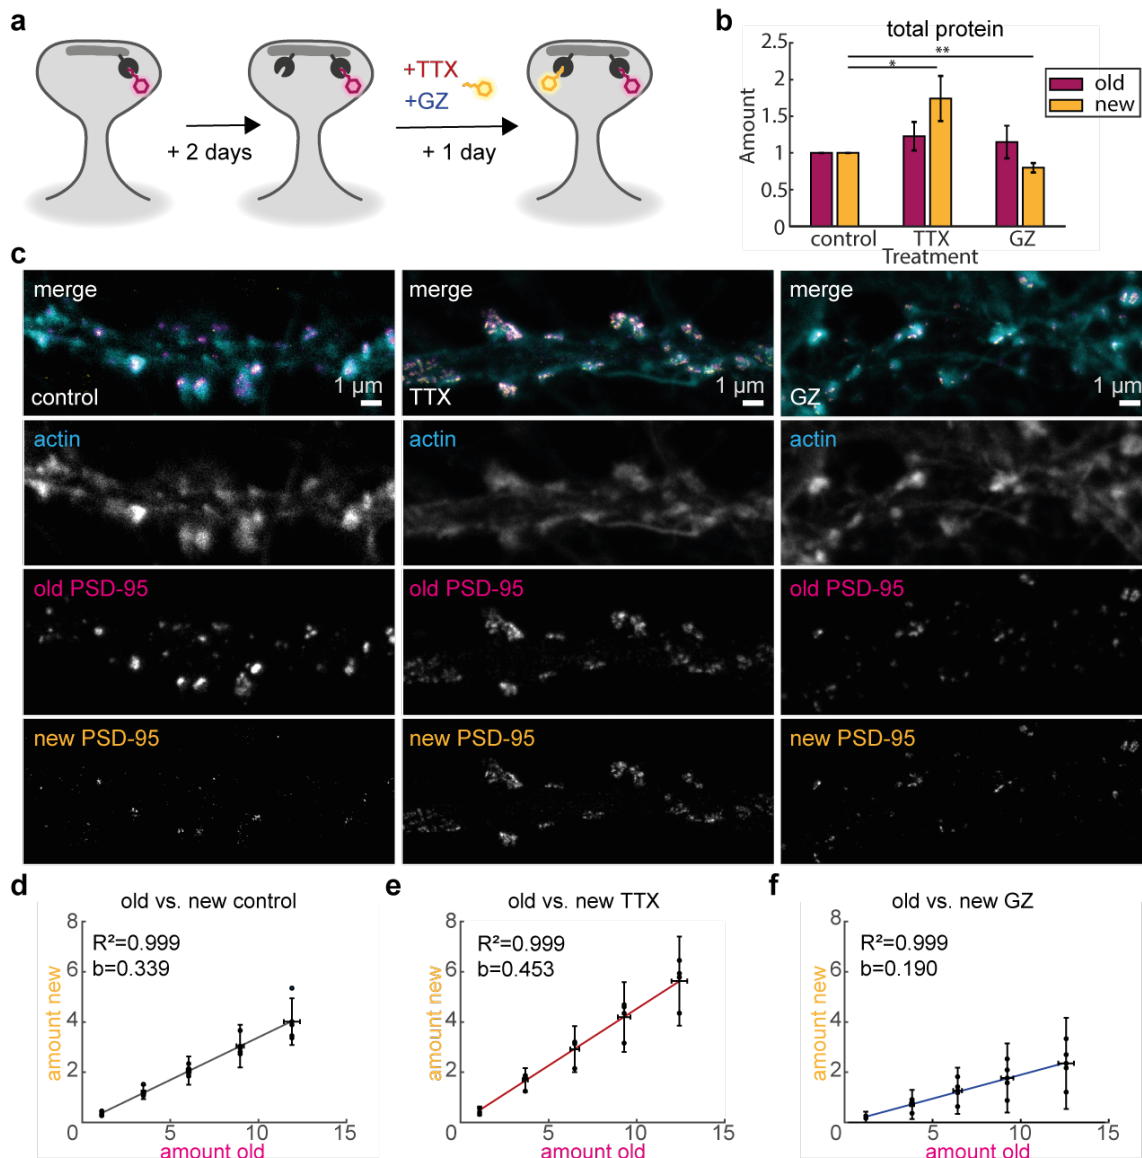 a
+ 2 days
+TTX
+GZ
+ 1 day
b
total protein
**
*
old
new
Amount
2.5
2
1.5
1
0.5
0
control
TTX
GZ
Treatment
c
merge
control
1 µm
merge
TTX
1 µm
merge
GZ
1 µm
actin
actin
actin
old PSD-95
old PSD-95
old PSD-95
new PSD-95
new PSD-95
new PSD-95
d
old vs. new control
R²=0.999
b=0.339
amount new
8
6
4
2
0
5
10
15
amount old
e
old vs. new TTX
R²=0.999
b=0.453
8
6
4
2
0
5
10
15
amount old
f
old vs. new GZ
R²=0.999
b=0.190
amount new
8
6
4
2
0
5
10
15
amount old